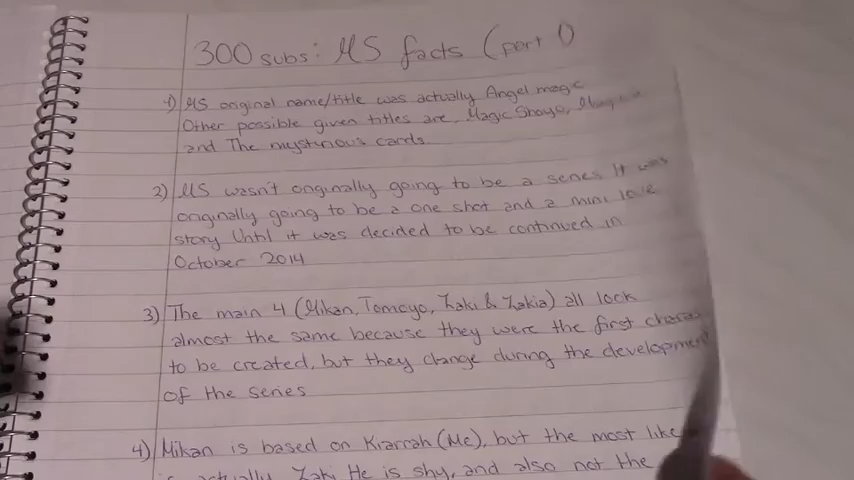 300 subs: MS facts (part 1)
1) MS original name/title was actually Angel magic
Other possible given titles are, Magic Shoyo,
and The mysterious cards.
2) MS wasn't originally going to be a series It was
originally going to be a one shot and a mini love
story Until it was decided to be continued in
October 2014
3) The main 4 (Mikan, Tomoyo, Zaki & Zakia) all look
almost the same because they were the first
to be created, but they change during the development
of the series
4) Mikan is based on Kiarrah (Me), but the most like
is actually Zaki He is shy, and also not the